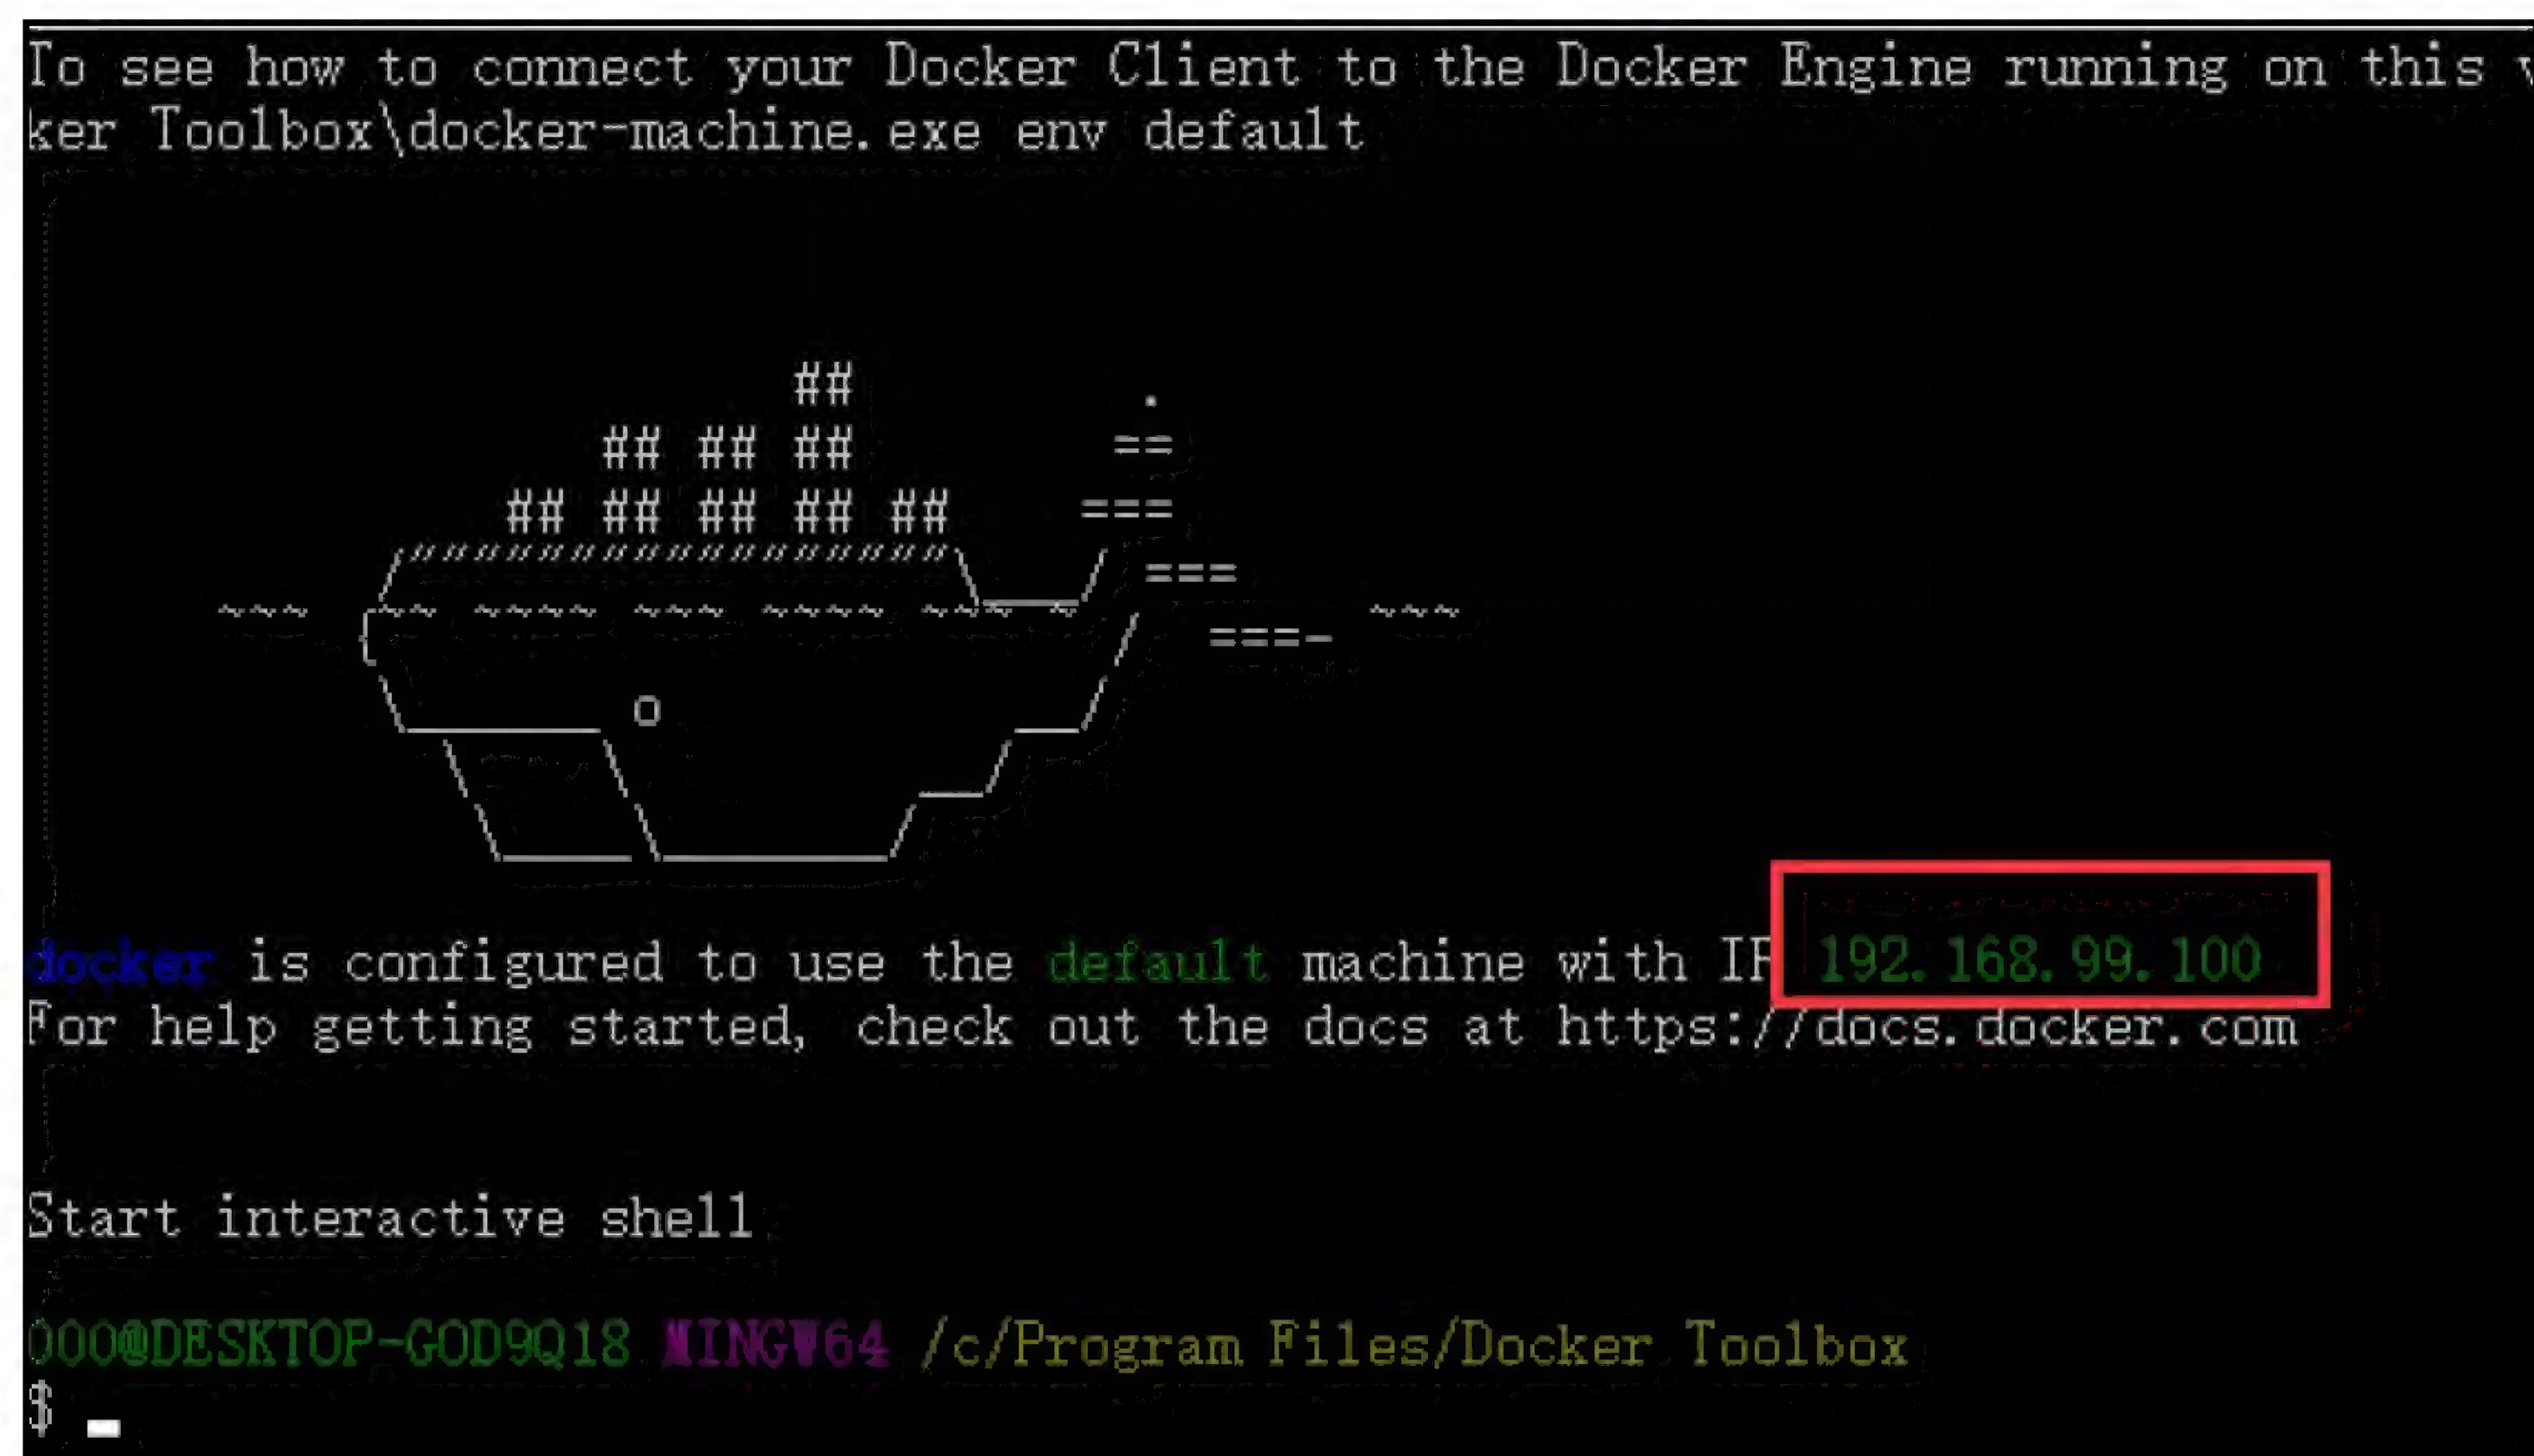 To see how to connect your Docker Client to the Docker Engine running on this
ker Toolbox\docker-machine.exe env default
docker is configured to use the default machine with IP 192.168.99.100
For help getting started, check out the docs at https://docs.docker.com
Start interactive shell
000@DESKTOP-GOD9Q18 MINGW64 /c/Program Files/Docker Toolbox
$